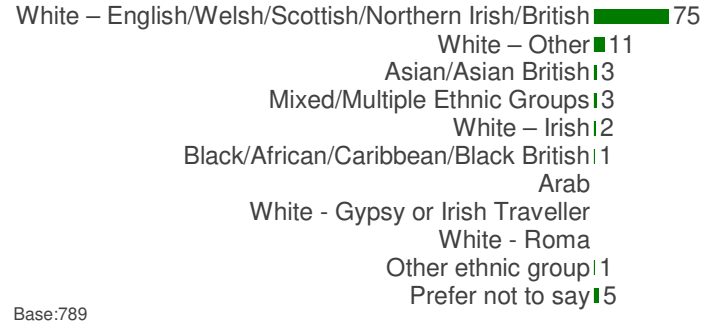 White – English/Welsh/Scottish/Northern Irish/British 75
White – Other 11
Asian/Asian British 3
Mixed/Multiple Ethnic Groups 3
White – Irish 2
Black/African/Caribbean/Black British 1
Arab
White - Gypsy or Irish Traveller
White - Roma
Other ethnic group 1
Prefer not to say 5
Base:789